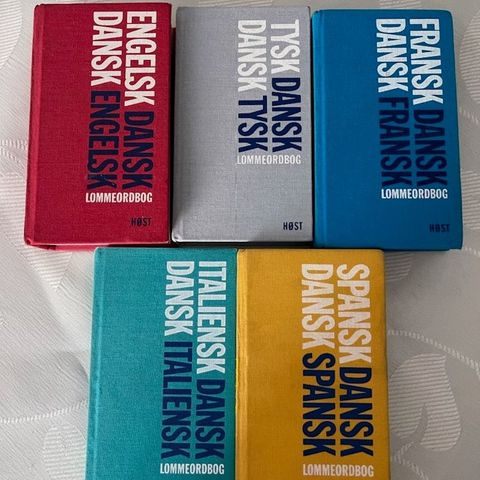 ENGELSK DANSK
DANSK ENGELSK
LOMMEORDBOG
HØST
TYSK DANSK
DANSK TYSK
LOMMEORDBOG
HØST
FRANSK DANSK
DANSK FRANSK
LOMMEORDBOG
HØST
ITALIENSK DANSK
DANSK ITALIENSK
LOMMEORDBOG
SPANSK DANSK
DANSK SPANSK
LOMMEORDBOG